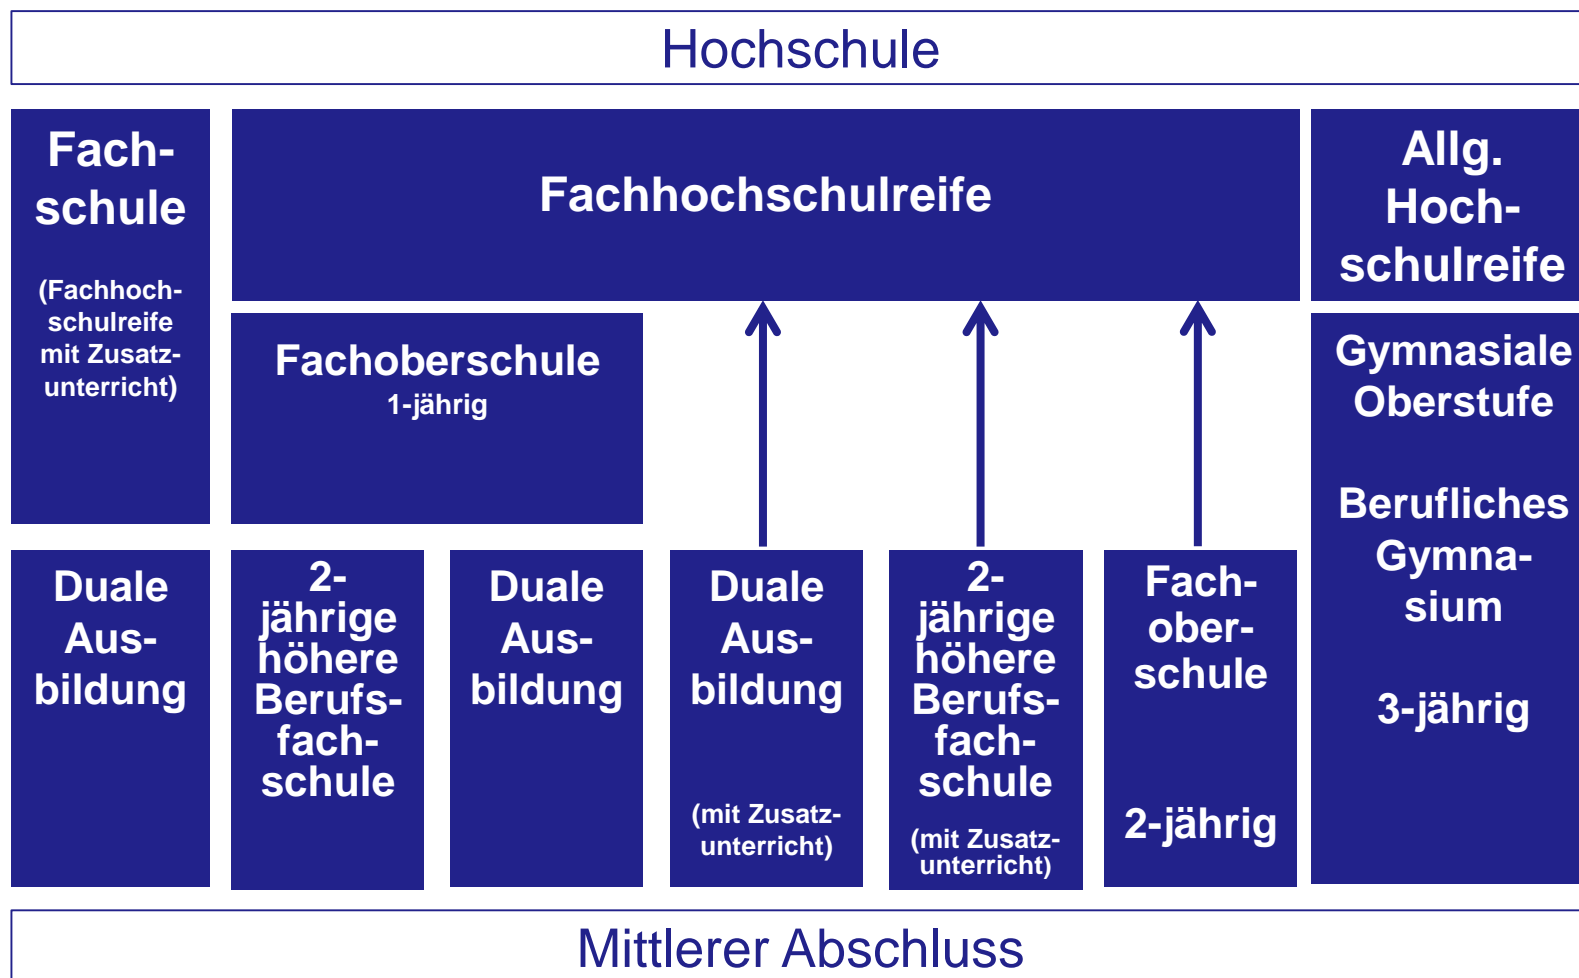 Hochschule
Fach-
schule
(Fachhoch-
schulreife
mit Zusatz-
unterricht)
Fachhochschulreife
Allg.
Hoch-
schulreife
Fachoberschule
1-jährig
Gymnasiale
Oberstufe
Berufliches
Gymna-
sium
3-jährig
Duale
Aus-
bildung
2-
jährige
höhere
Berufs-
fach-
schule
Duale
Aus-
bildung
Duale
Aus-
bildung
(mit Zusatz-
unterricht)
2-
jährige
höhere
Berufs-
fach-
schule
(mit Zusatz-
unterricht)
Fach-
ober-
schule
2-jährig
Mittlerer Abschluss